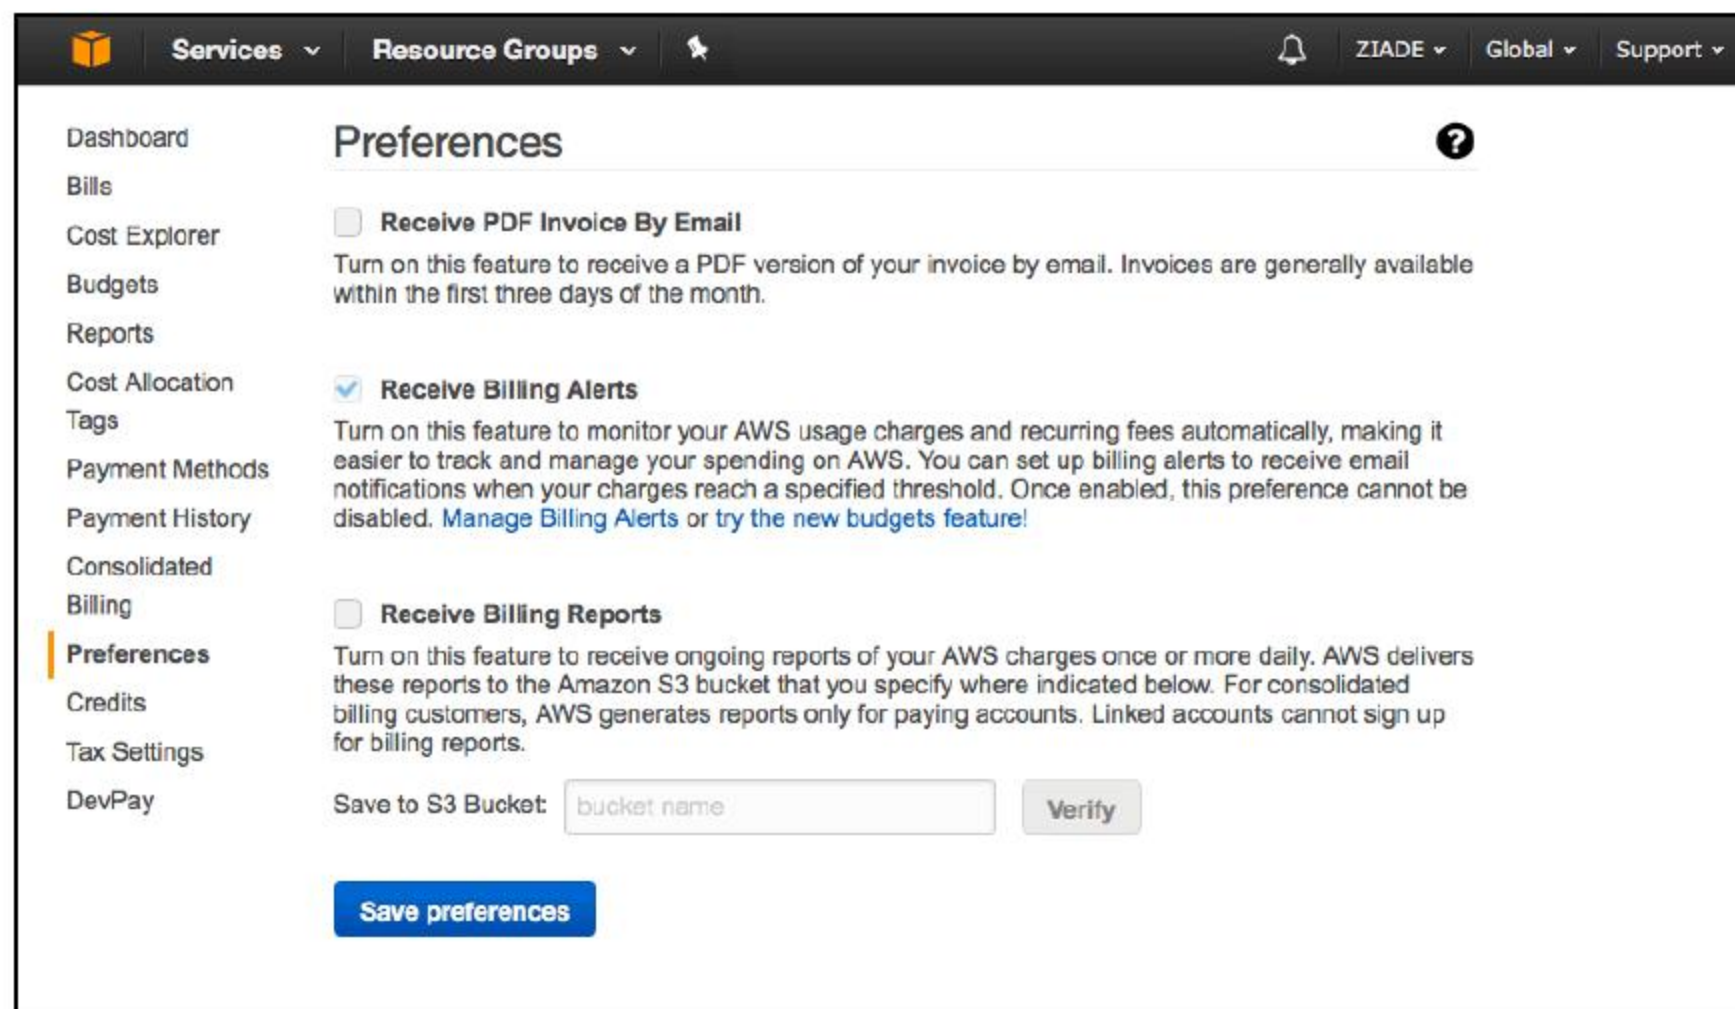 Services
Resource Groups
ZIADE
Global
Support
Dashboard
Bills
Cost Explorer
Budgets
Reports
Cost Allocation
Tags
Payment Methods
Payment History
Consolidated
Billing
Preferences
Credits
Tax Settings
DevPay
Preferences
?
Receive PDF Invoice By Email
Turn on this feature to receive a PDF version of your invoice by email. Invoices are generally available
within the first three days of the month.
Receive Billing Alerts
Turn on this feature to monitor your AWS usage charges and recurring fees automatically, making it
easier to track and manage your spending on AWS. You can set up billing alerts to receive email
notifications when your charges reach a specified threshold. Once enabled, this preference cannot be
disabled. Manage Billing Alerts or try the new budgets feature!
Receive Billing Reports
Turn on this feature to receive ongoing reports of your AWS charges once or more daily. AWS delivers
these reports to the Amazon S3 bucket that you specify where indicated below. For consolidated
billing customers, AWS generates reports only for paying accounts. Linked accounts cannot sign up
for billing reports.
Save to S3 Bucket: bucket name Verify
Save preferences